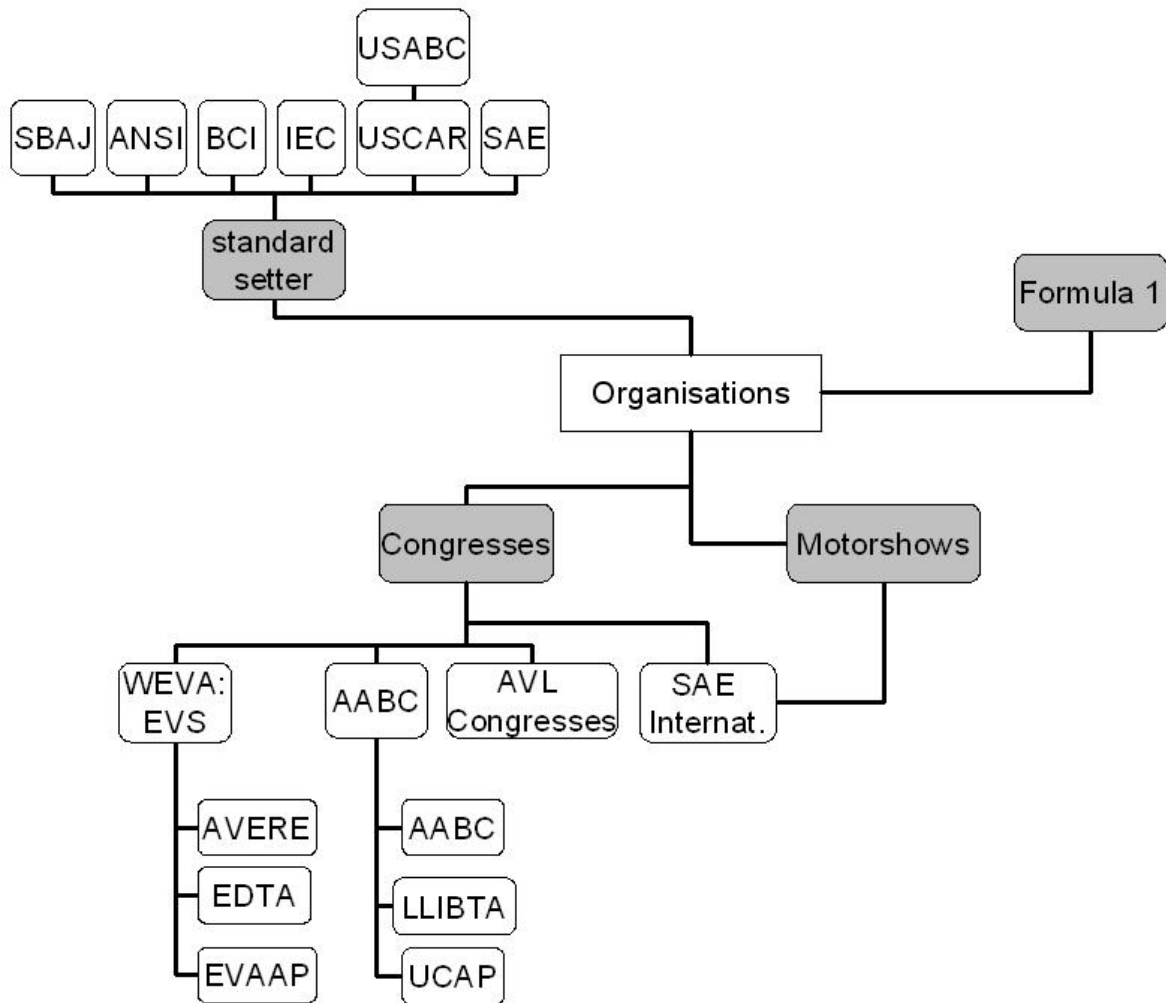 USABC
SBAJ
ANSI
BCI
IEC
USCAR
SAE
standard
setter
Formula 1
Organisations
Congresses
Motorshows
WEVA:
EVS
AABC
AVL
Congresses
SAE
Internat.
AVERE
AABC
EDTA
LLIBTA
EVAAP
UCAP